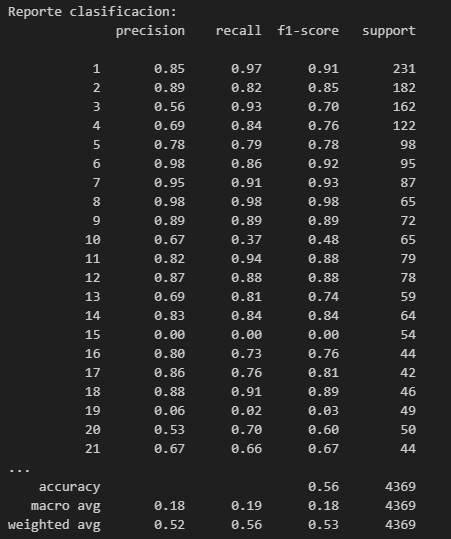 Reporte clasificacion:
precision recall f1-score support
1 0.85 0.97 0.91 231
2 0.89 0.82 0.85 182
3 0.56 0.93 0.70 162
4 0.69 0.84 0.76 122
5 0.78 0.79 0.78 98
6 0.98 0.86 0.92 95
7 0.95 0.91 0.93 87
8 0.98 0.98 0.98 65
9 0.89 0.89 0.89 72
10 0.67 0.37 0.48 65
11 0.82 0.94 0.88 79
12 0.87 0.88 0.88 78
13 0.69 0.81 0.74 59
14 0.83 0.84 0.84 64
15 0.00 0.00 0.00 54
16 0.80 0.73 0.76 44
17 0.86 0.76 0.81 42
18 0.88 0.91 0.89 46
19 0.06 0.02 0.03 49
20 0.53 0.70 0.60 50
21 0.67 0.66 0.67 44
...
accuracy 0.56 4369
macro avg 0.18 0.19 0.18 4369
weighted avg 0.52 0.56 0.53 4369